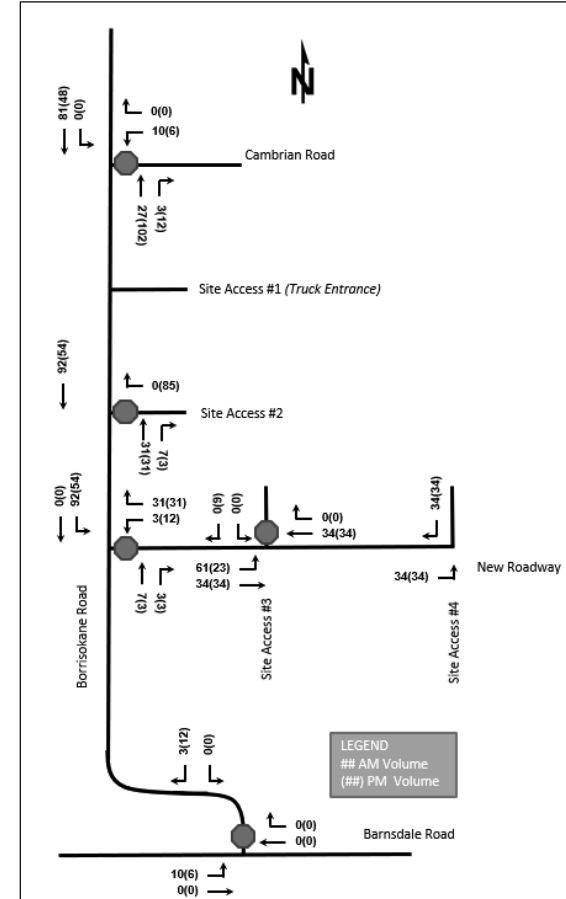 N
81(48)
0(0)
0(0)
10(6)
Cambrian Road
27(102)
3(12)
Site Access #1 (Truck Entrance)
92(54)
0(85)
Site Access #2
31(31)
7(3)
0(0)
92(54)
31(31)
3(12)
0(9)
0(0)
0(0)
34(34)
34(34)
7(3)
3(3)
61(23)
34(34)
34(34)
New Roadway
Borrisokane Road
Site Access #3
Site Access #4
3(12)
0(0)
LEGEND
## AM Volume
(##) PM Volume
0(0)
0(0)
Barnsdale Road
10(6)
0(0)